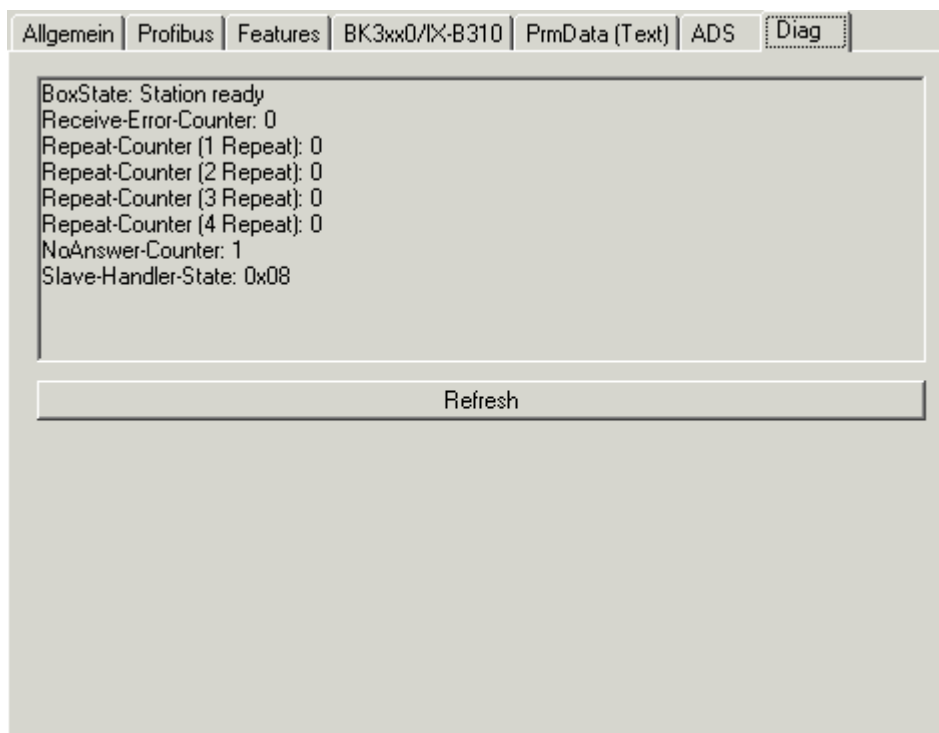 Allgemein Profibus Features BK3xx0/IX-B310 PrmData (Text) ADS Diag
BoxState: Station ready
Receive-Error-Counter: 0
Repeat-Counter (1 Repeat): 0
Repeat-Counter (2 Repeat): 0
Repeat-Counter (3 Repeat): 0
Repeat-Counter (4 Repeat): 0
NoAnswer-Counter: 1
Slave-Handler-State: 0x08
Refresh